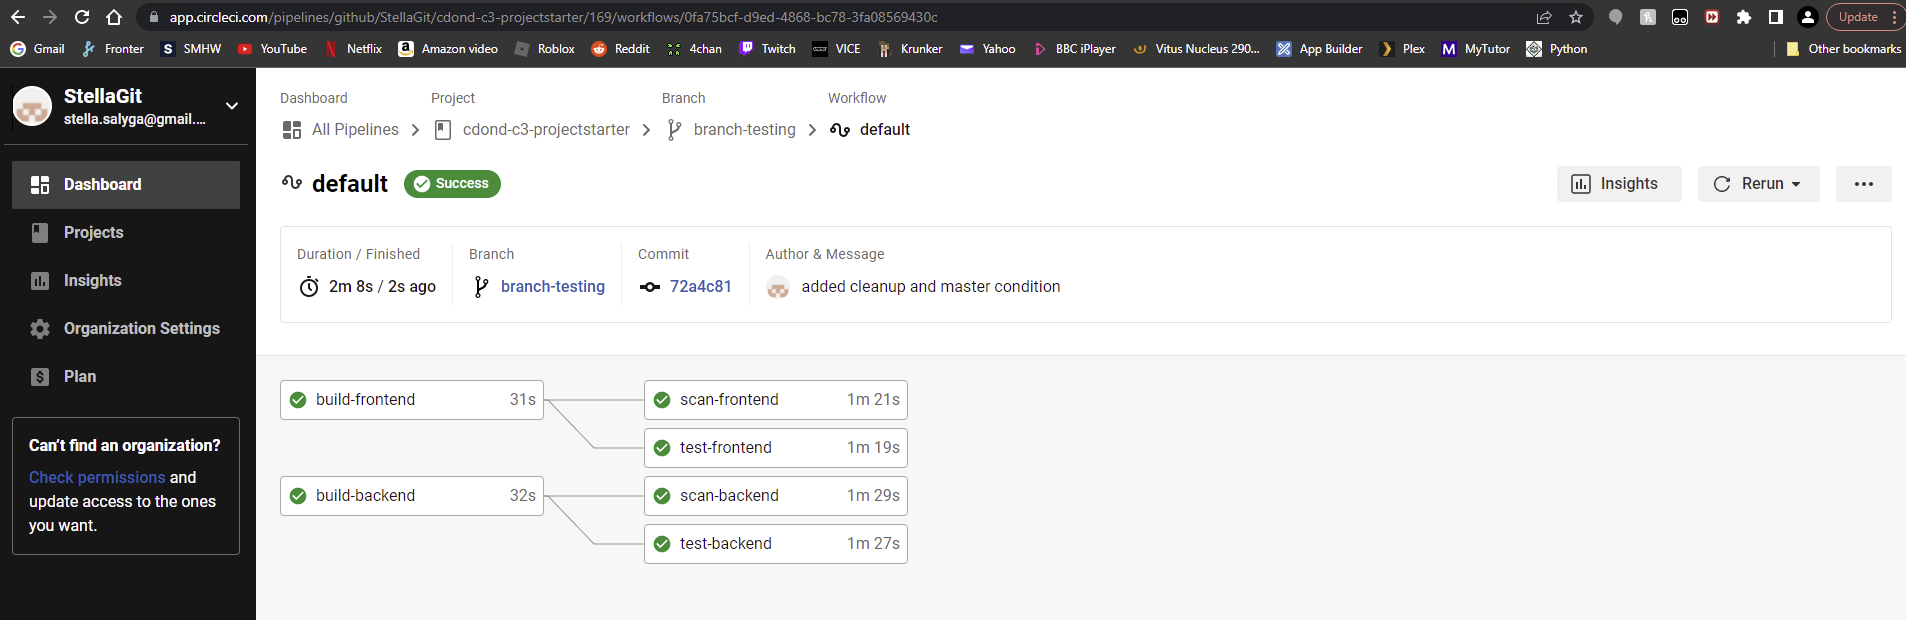 app.circleci.com/pipelines/github/StellaGit/cdond-c3-projectstarter/169/workflows/0fa75bcf-d9ed-4868-bc78-3fa08569430c
Update
Gmail Fronter SMHW YouTube Netflix Amazon video Roblox Reddit 4chan Twitch VICE Krunker Yahoo BBC iPlayer Vitus Nucleus 290... App Builder Plex MyTutor Python Other bookmarks
StellaGit
stella.salyga@gmail....
Dashboard
Projects
Insights
Organization Settings
Plan
Can't find an organization?
Check permissions and
update access to the ones
you want.
Dashboard Project Branch Workflow
All Pipelines cdond-c3-projectstarter branch-testing default
default Success
Insights Rerun
Duration / Finished Branch Commit Author & Message
2m 8s / 2s ago branch-testing 72a4c81 added cleanup and master condition
build-frontend 31s scan-frontend 1m 21s
test-frontend 1m 19s
build-backend 32s scan-backend 1m 29s
test-backend 1m 27s